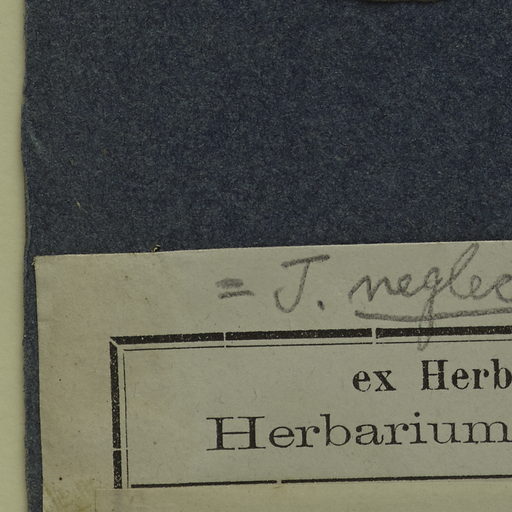 = J. neglec
ex Herb
Herbarium